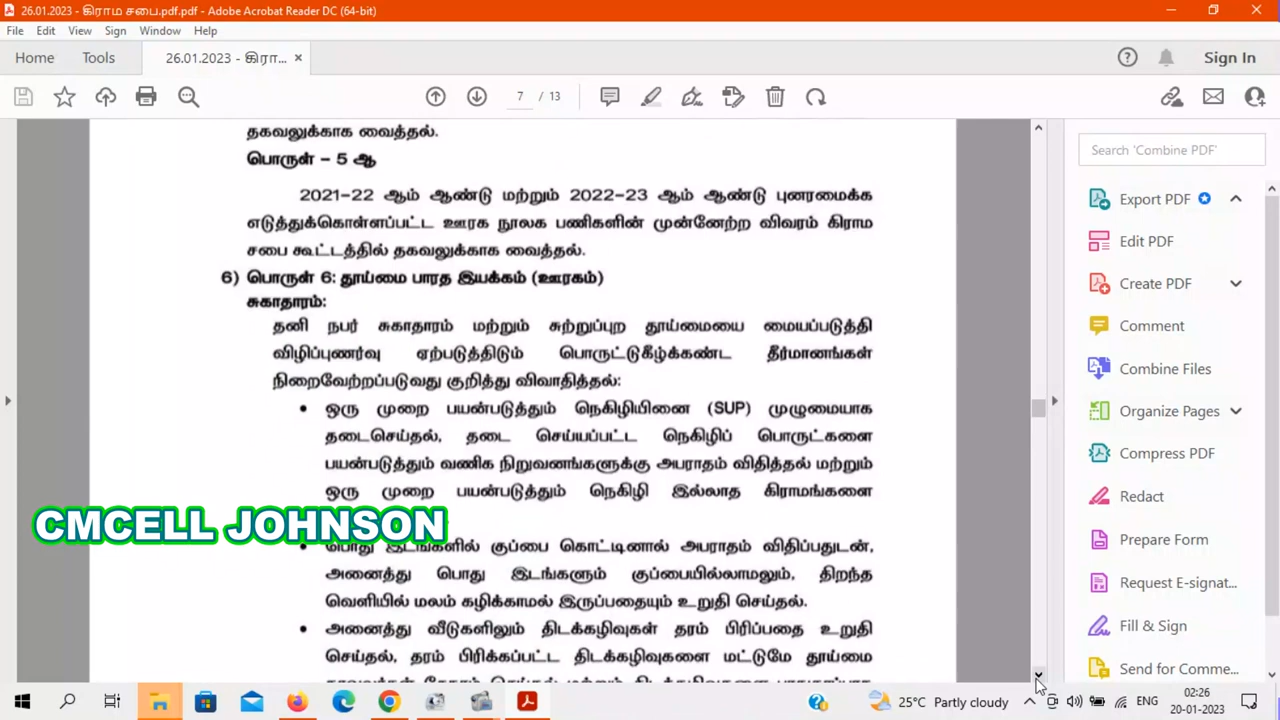 26.01.2023 - கிராம சபை.pdf.pdf - Adobe Acrobat Reader DC (64-bit)
File Edit View Sign Window Help
Home Tools 26.01.2023 - கிரா... × Sign In
7 / 13
தகவலுக்காக வைத்தல்.
பொருள் – 5 ஆ
2021–22 ஆம் ஆண்டு மற்றும் 2022–23 ஆம் ஆண்டு புனரமைக்க
எடுத்துக்கொள்ளப்பட்ட ஊரக நூலக பணிகளின் முன்னேற்ற விவரம் கிராம
சபை கூட்டத்தில் தகவலுக்காக வைத்தல்.
6) பொருள் 6: தூய்மை பாரத இயக்கம் (ஊரகம்)
சுகாதாரம்:
தனி நபர் சுகாதாரம் மற்றும் சுற்றுப்புற தூய்மையை மையப்படுத்தி
விழிப்புணர்வு ஏற்படுத்திடும் பொருட்டுகீழ்க்கண்ட தீர்மானங்கள்
நிறைவேற்றப்படுவது குறித்து விவாதித்தல்:
• ஒரு முறை பயன்படுத்தும் நெகிழியினை (SUP) முழுமையாக
தடைசெய்தல், தடை செய்யப்பட்ட நெகிழிப் பொருட்களை
பயன்படுத்தும் வணிக நிறுவனங்களுக்கு அபராதம் விதித்தல் மற்றும்
ஒரு முறை பயன்படுத்தும் நெகிழி இல்லாத கிராமங்களை
CMCELL JOHNSON
• பொது இடங்களில் குப்பை கொட்டினால் அபராதம் விதிப்பதுடன்,
அனைத்து பொது இடங்களும் குப்பையில்லாமலும், திறந்த
வெளியில் மலம் கழிக்காமல் இருப்பதையும் உறுதி செய்தல்.
• அனைத்து வீடுகளிலும் திடக்கழிவுகள் தரம் பிரிப்பதை உறுதி
செய்தல், தரம் பிரிக்கப்பட்ட திடக்கழிவுகளை மட்டுமே தூய்மை
Search 'Combine PDF'
Export PDF
Edit PDF
Create PDF
Comment
Combine Files
Organize Pages
Compress PDF
Redact
Prepare Form
Request E-signat...
Fill & Sign
Send for Comme...
25°C Partly cloudy ENG 02:26
20-01-2023